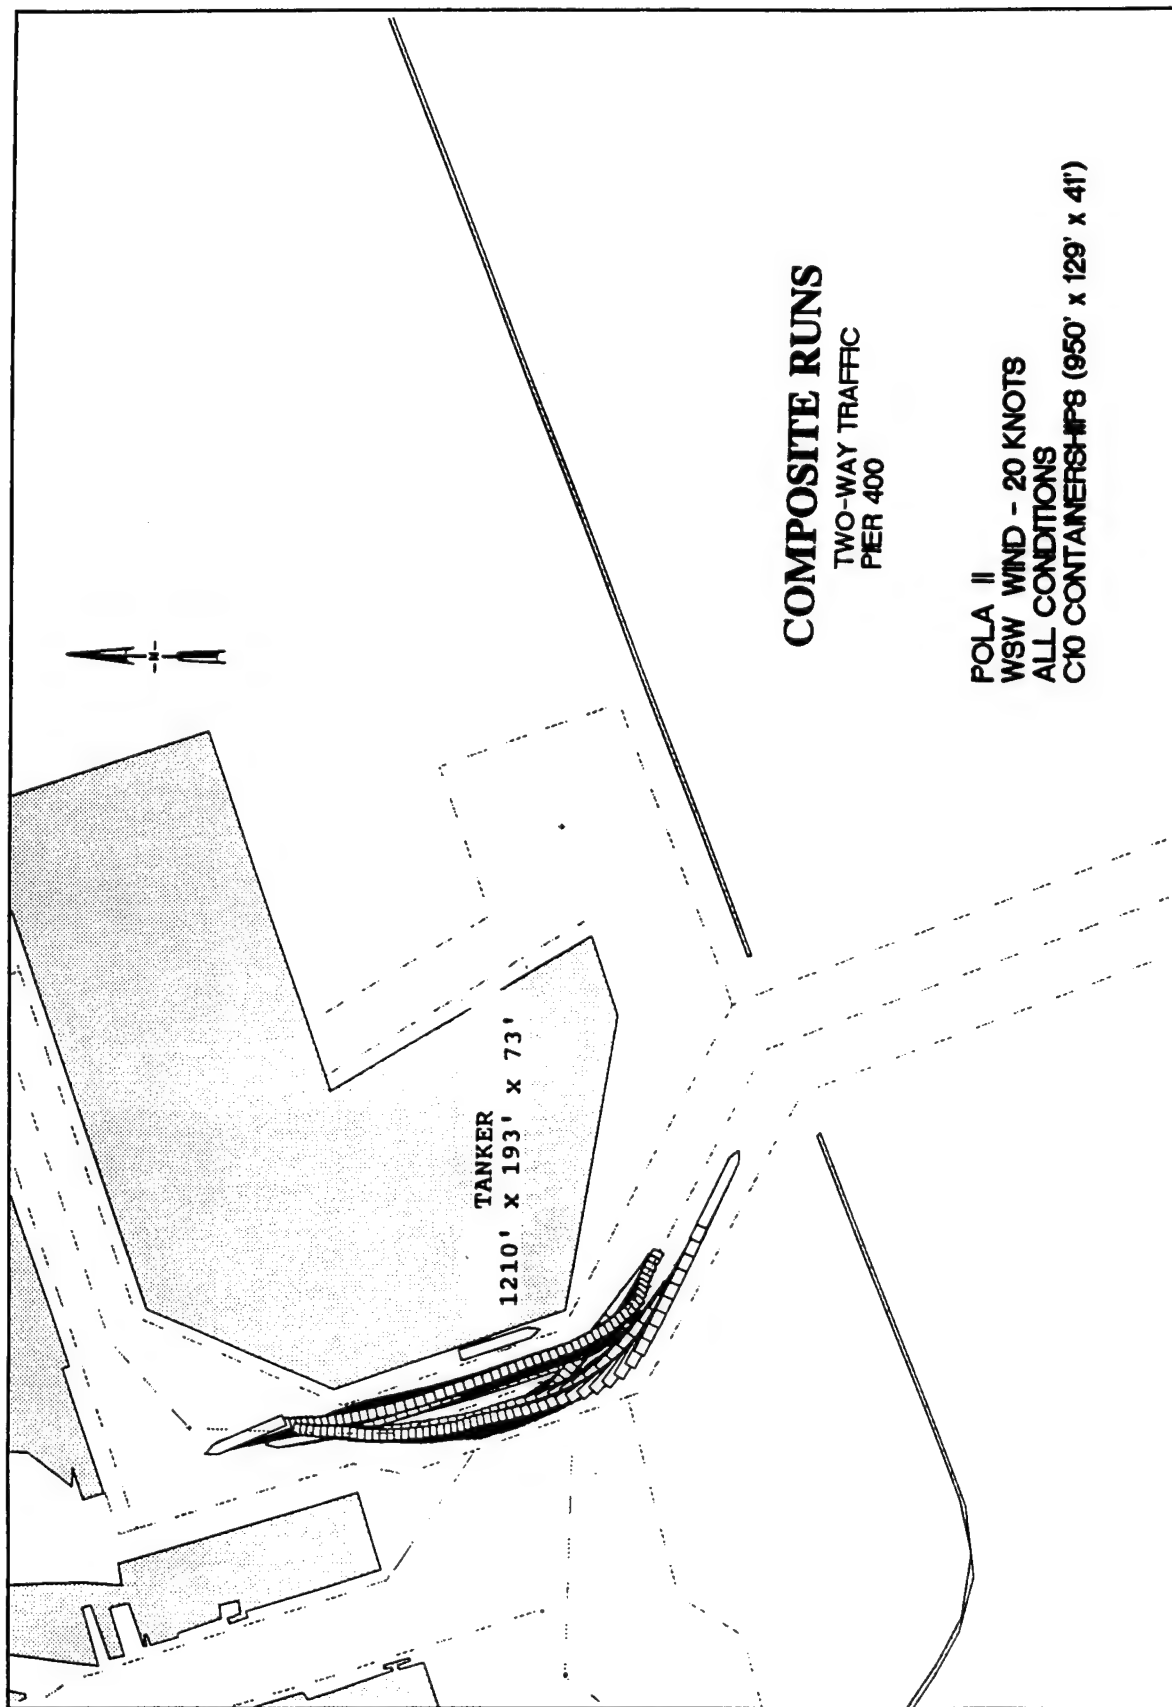 -N-
TANKER
1210' x 193' x 73'
COMPOSITE RUNS
TWO-WAY TRAFFIC
PIER 400
POLA II
WSW WIND - 20 KNOTS
ALL CONDITIONS
C10 CONTAINERSHIPS (950' x 129' x 41')